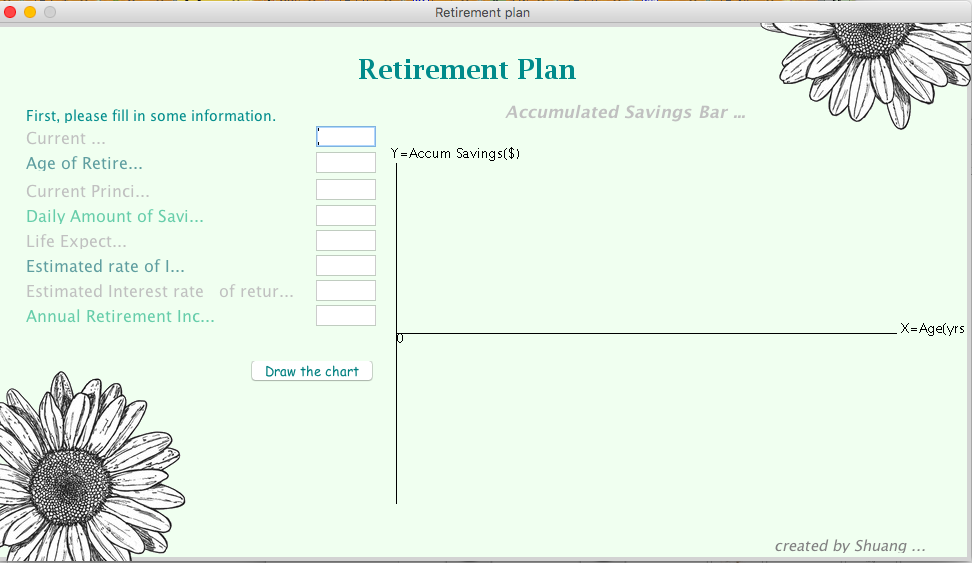 Retirement plan
Retirement Plan
Accumulated Savings Bar ...
First, please fill in some information.
Current ...
Age of Retire...
Current Princi...
Daily Amount of Savi...
Life Expect...
Estimated rate of I...
Estimated Interest rate   of retur...
Annual Retirement Inc...
Draw the chart
Y=Accum Savings($)
0
X=Age(yrs
created by Shuang ...